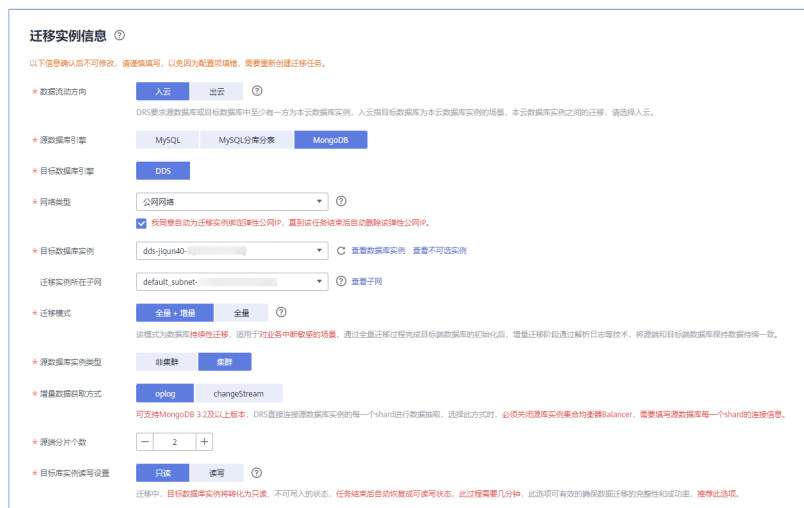 迁移实例信息 ?
以下信息确认后不可修改，请谨慎填写，以免因为配置项填错，需要重新创建迁移任务。
* 数据流动方向 入云 出云 ?
DRS要求源数据库或目标数据库中至少有一方为本云数据库实例，入云指目标数据库为本云数据库实例的场景，本云数据库实例之间的迁移，请选择入云。
* 源数据库引擎 MySQL MySQL分库分表 MongoDB
* 目标数据库引擎 DDS
* 网络类型 公网网络 ?
我同意自动为迁移实例绑定弹性公网IP，直到该任务结束后自动删除该弹性公网IP。
* 目标数据库实例 dds-jiqun40- 查看数据库实例 查看不可选实例
迁移实例所在子网 default_subnet- ? 查看子网
* 迁移模式 全量 + 增量 全量 ?
该模式为数据库持续性迁移，适用于对业务中断敏感的场景，通过全量迁移过程完成目标端数据库的初始化后，增量迁移阶段通过解析日志等技术，将源端和目标端数据库保持数据持续一致。
* 源数据库实例类型 非集群 集群
* 增量数据获取方式 oplog changeStream
可支持MongoDB 3.2及以上版本，DRS直接连接源数据库实例的每一个shard进行数据抽取，选择此方式时，必须关闭源库实例集合均衡器Balancer，需要填写源数据库每一个shard的连接信息。
* 源端分片个数 — 2 +
* 目标库实例读写设置 只读 读写 ?
迁移中，目标数据库实例将转化为只读、不可写入的状态，任务结束后自动恢复成可读写状态，此过程需要几分钟，此选项可有效的确保数据迁移的完整性和成功率，推荐此选项。